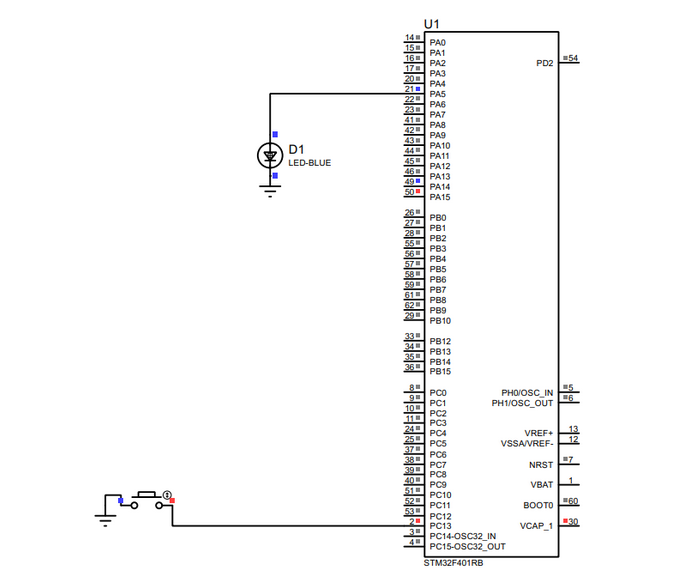 U1
14 PA0
15 PA1
16 PA2
17 PA3
20 PA4
21 PA5
22 PA6
23 PA7
41 PA8
42 PA9
43 PA10
44 PA11
45 PA12
46 PA13
49 PA14
50 PA15
PD2 54
D1
LED-BLUE
26 PB0
27 PB1
28 PB2
55 PB3
56 PB4
57 PB5
58 PB6
59 PB7
61 PB8
62 PB9
29 PB10
33 PB12
34 PB13
35 PB14
36 PB15
8 PC0
9 PC1
10 PC2
11 PC3
24 PC4
25 PC5
37 PC6
38 PC7
39 PC8
40 PC9
51 PC10
52 PC11
53 PC12
2 PC13
3 PC14-OSC32_IN
4 PC15-OSC32_OUT
PH0/OSC_IN 5
PH1/OSC_OUT 6
VREF+ 13
VSSA/VREF- 12
NRST 7
VBAT 1
BOOT0 60
VCAP_1 30
STM32F401RB